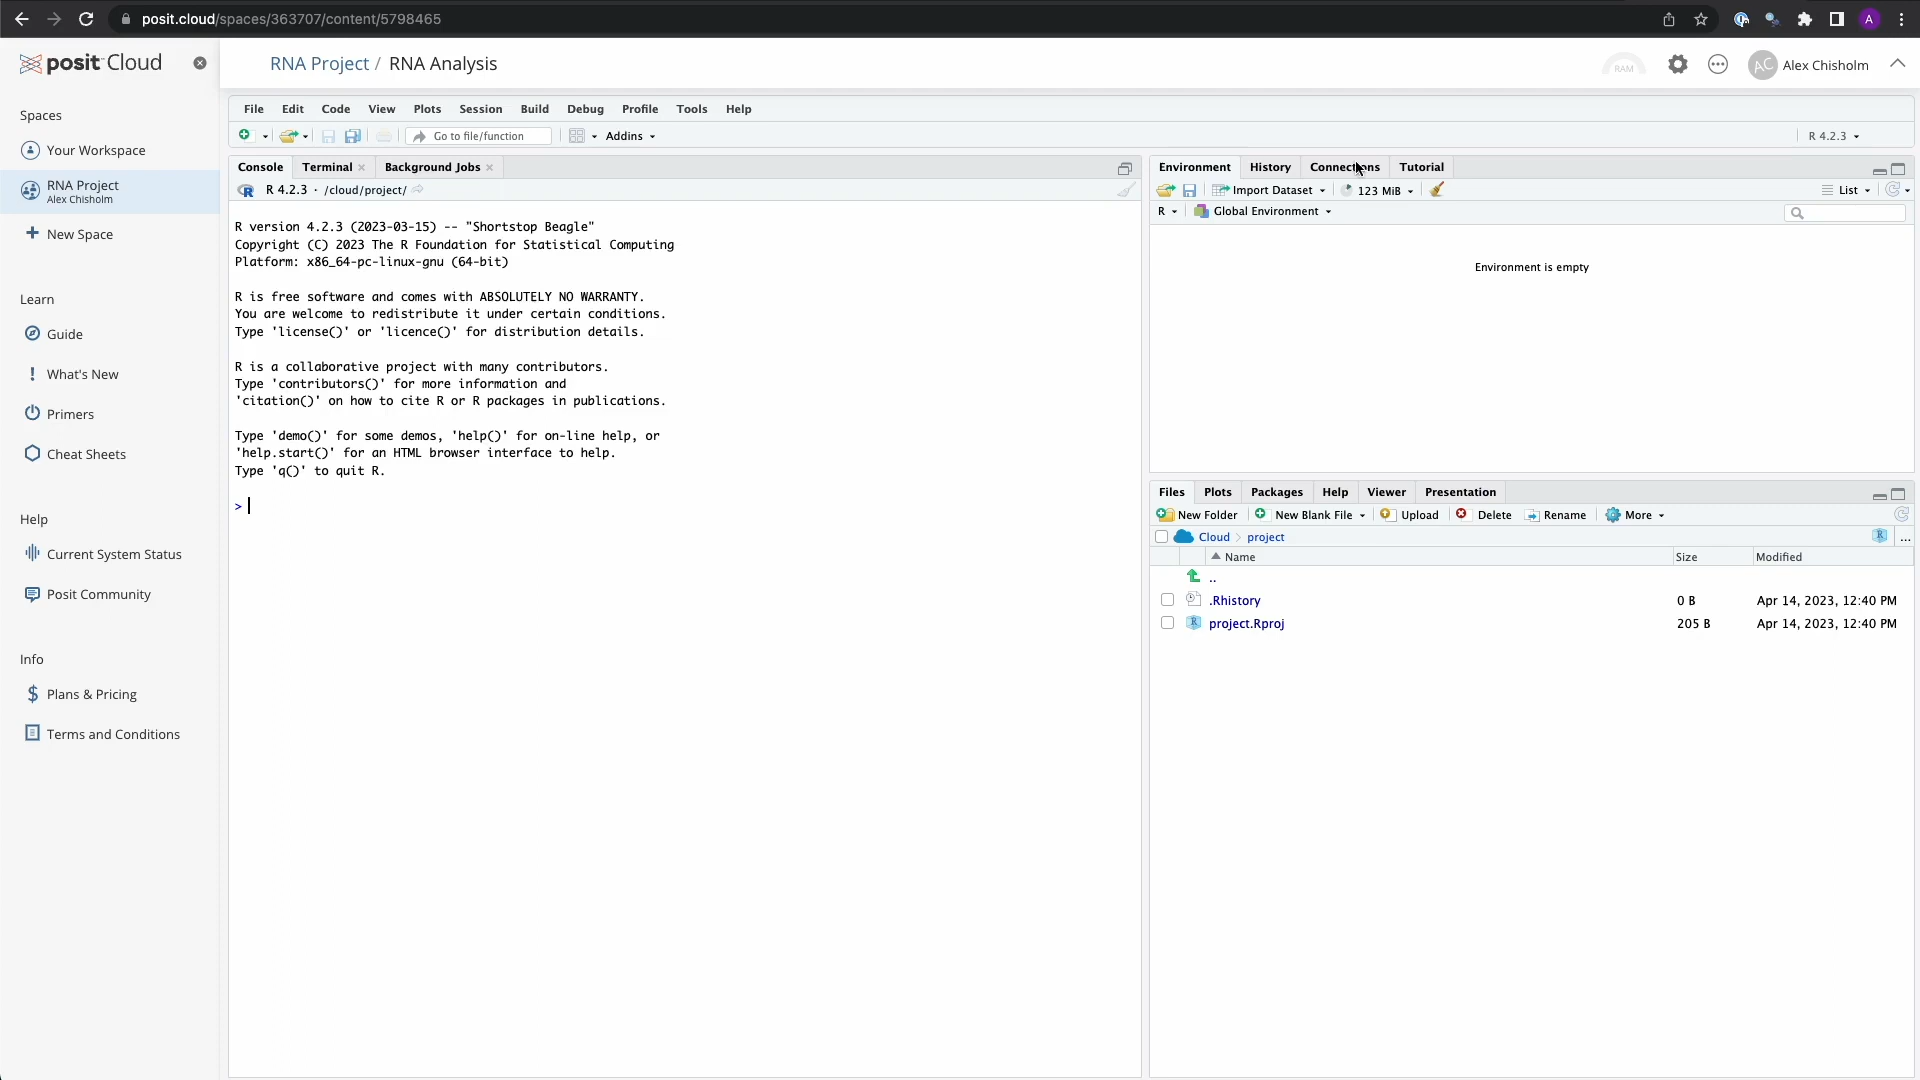 posit.cloud/spaces/363707/content/5798465
A
posit Cloud
RNA Project / RNA Analysis
RAM
AC
Alex Chisholm
Spaces
Your Workspace
RNA Project
Alex Chisholm
New Space
Learn
Guide
What's New
Primers
Cheat Sheets
Help
Current System Status
Posit Community
Info
Plans & Pricing
Terms and Conditions
File Edit Code View Plots Session Build Debug Profile Tools Help
Go to file/function
Addins
R 4.2.3
Console Terminal Background Jobs
R 4.2.3 · /cloud/project/
R version 4.2.3 (2023-03-15) -- "Shortstop Beagle"
Copyright (C) 2023 The R Foundation for Statistical Computing
Platform: x86_64-pc-linux-gnu (64-bit)
R is free software and comes with ABSOLUTELY NO WARRANTY.
You are welcome to redistribute it under certain conditions.
Type 'license()' or 'licence()' for distribution details.
R is a collaborative project with many contributors.
Type 'contributors()' for more information and
'citation()' on how to cite R or R packages in publications.
Type 'demo()' for some demos, 'help()' for on-line help, or
'help.start()' for an HTML browser interface to help.
Type 'q()' to quit R.
>
Environment History Connections Tutorial
Import Dataset 123 MiB List
R Global Environment
Environment is empty
Files Plots Packages Help Viewer Presentation
New Folder New Blank File Upload Delete Rename More
Cloud > project ...
Name Size Modified
..
.Rhistory 0 B Apr 14, 2023, 12:40 PM
project.Rproj 205 B Apr 14, 2023, 12:40 PM